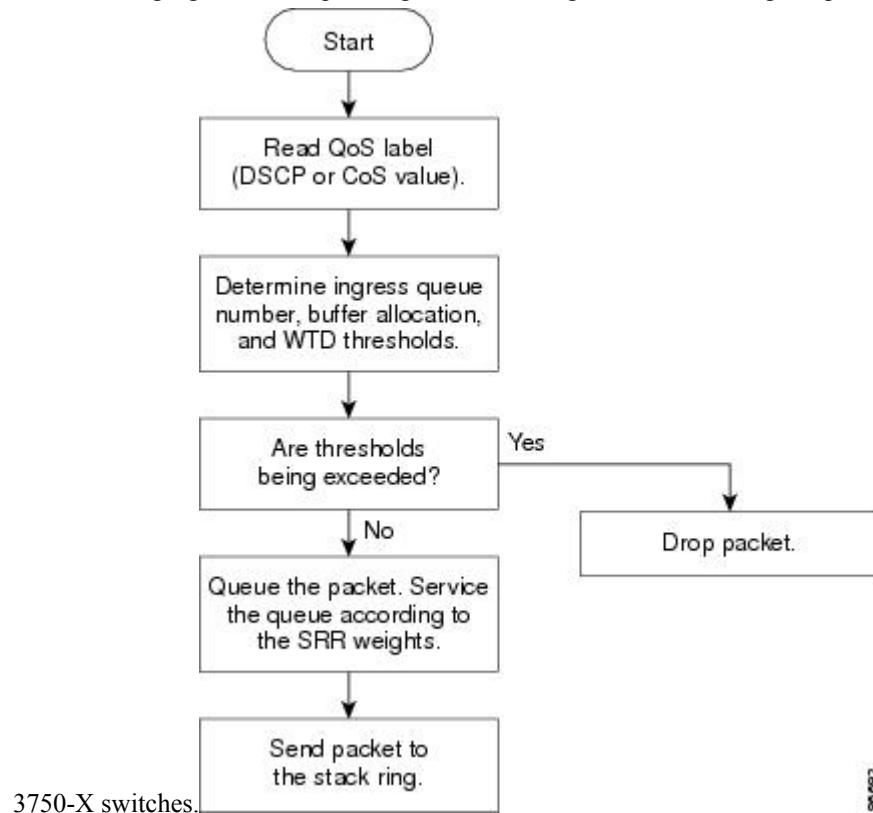 Start
Read QoS label
(DSCP or CoS value).
Determine ingress queue
number, buffer allocation,
and WTD thresholds.
Are thresholds
being exceeded?
Yes
No
Drop packet.
Queue the packet. Service
the queue according to
the SRR weights.
Send packet to
the stack ring.
3750-X switches.